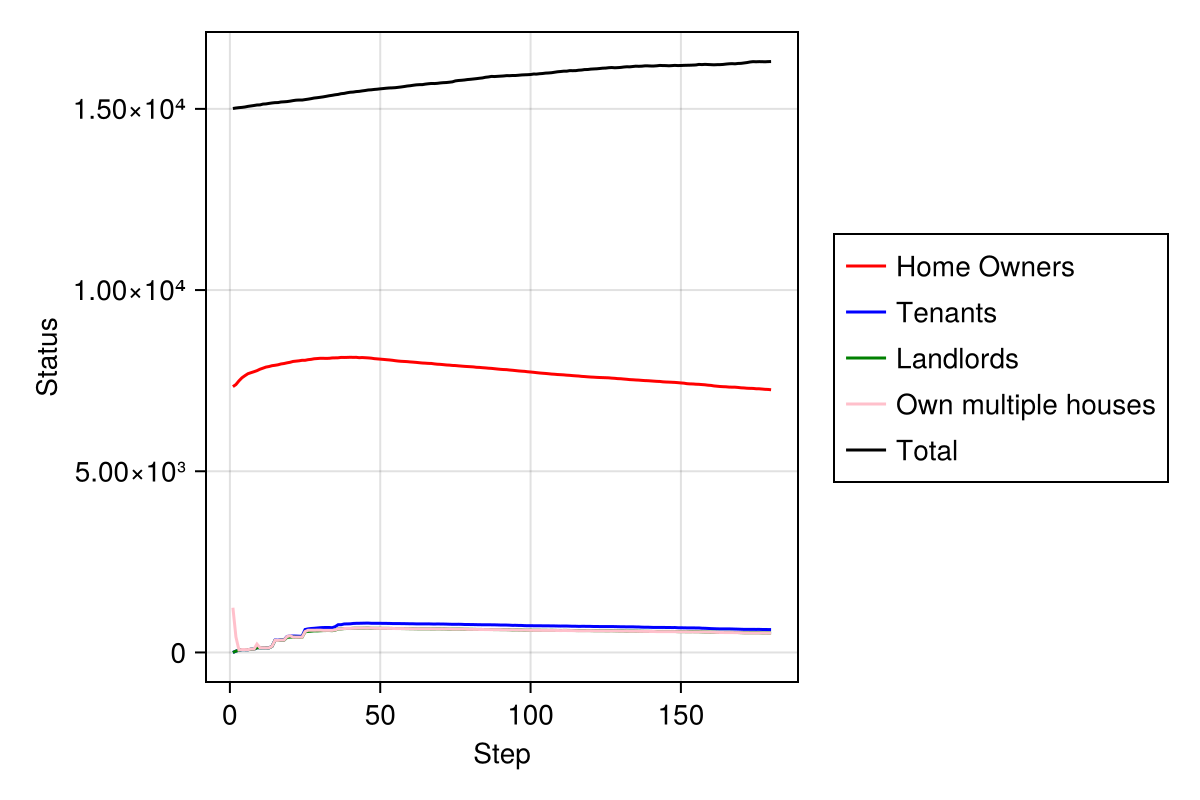 1.50×10⁴
1.00×10⁴
5.00×10³
0
Status
0 50 100 150
Step
Home Owners
Tenants
Landlords
Own multiple houses
Total